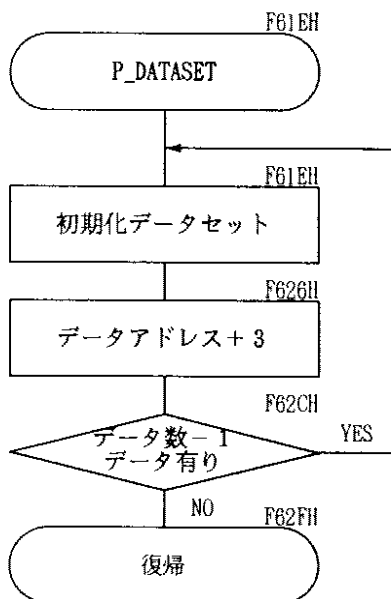 F61EH
P_DATASET
F61EH
初期化データセット
F626H
データアドレス＋3
F62CH
データ数－1
データ有り
YES
NO
F62FH
復帰